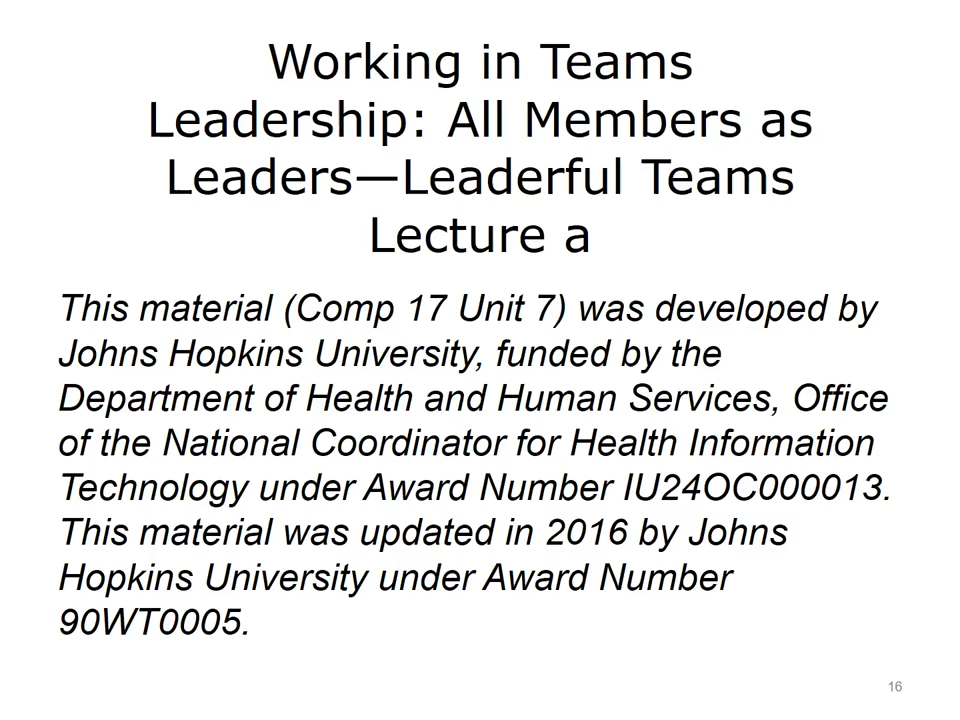 Working in Teams
Leadership: All Members as
Leaders—Leaderful Teams
Lecture a
This material (Comp 17 Unit 7) was developed by
Johns Hopkins University, funded by the
Department of Health and Human Services, Office
of the National Coordinator for Health Information
Technology under Award Number IU24OC000013.
This material was updated in 2016 by Johns
Hopkins University under Award Number
90WT0005.
16